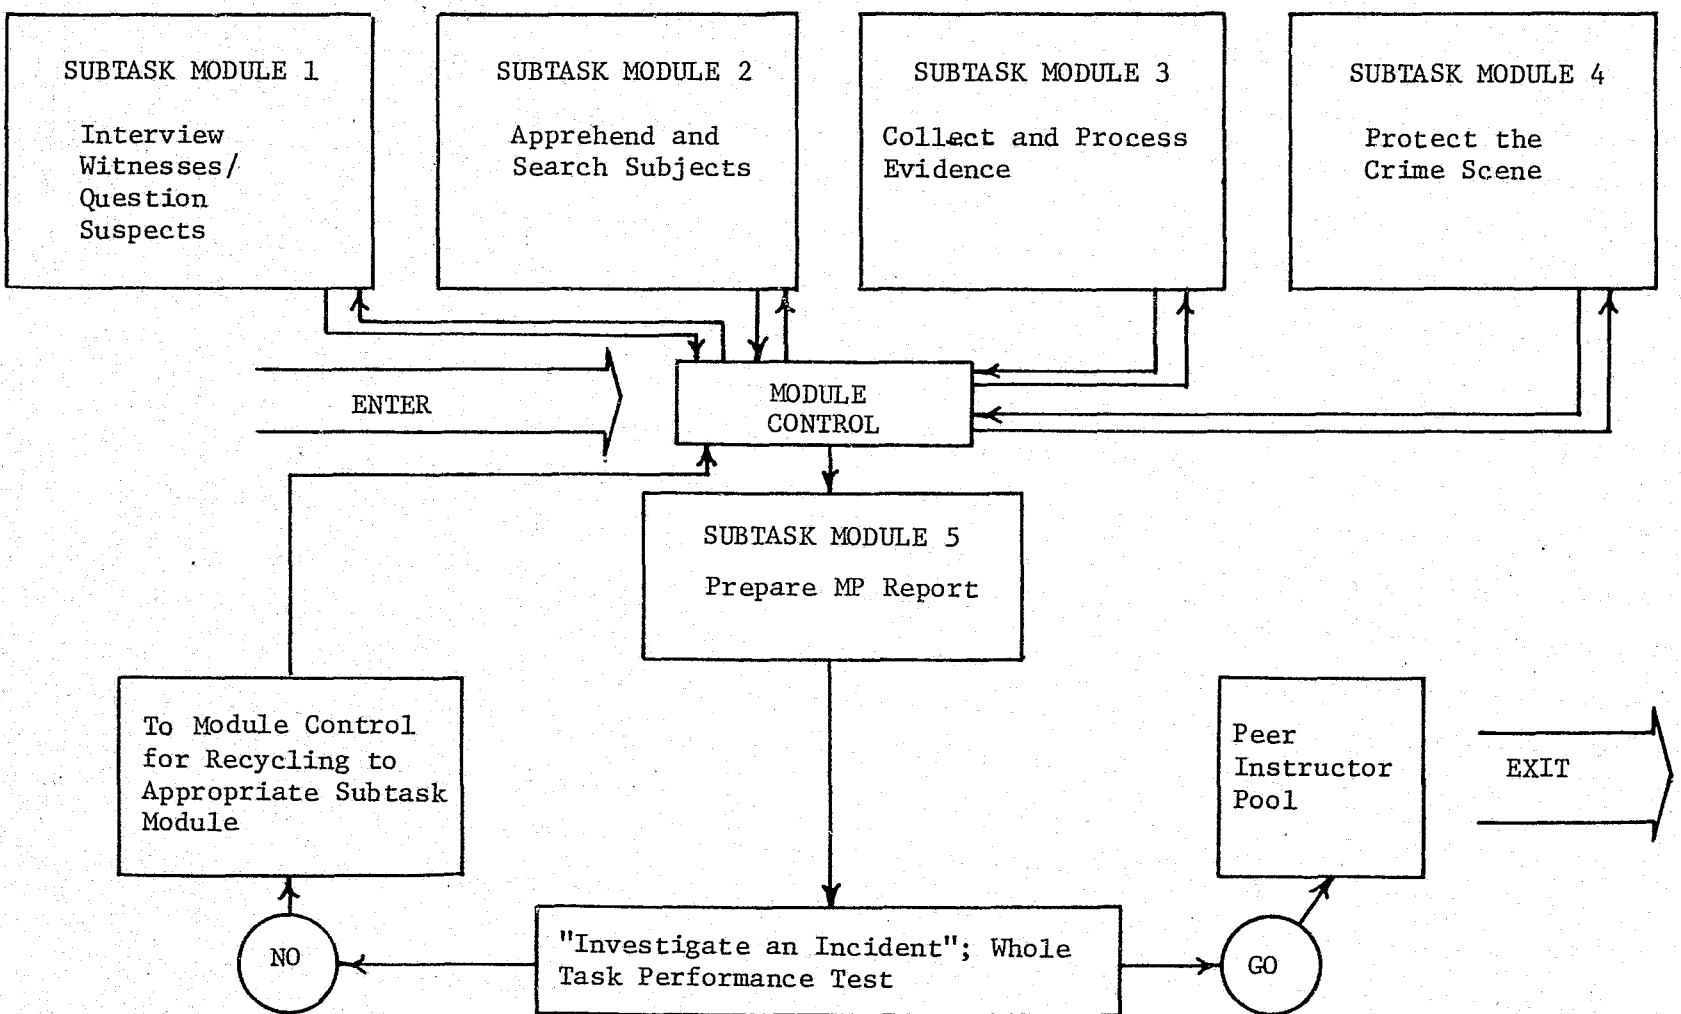 SUBTASK MODULE 1
Interview
Witnesses/
Question
Suspects
SUBTASK MODULE 2
Apprehend and
Search Subjects
SUBTASK MODULE 3
Collect and Process
Evidence
SUBTASK MODULE 4
Protect the
Crime Scene
ENTER
MODULE
CONTROL
SUBTASK MODULE 5
Prepare MP Report
To Module Control
for Recycling to
Appropriate Subtask
Module
Peer
Instructor
Pool
EXIT
NO
"Investigate an Incident"; Whole
Task Performance Test
GO